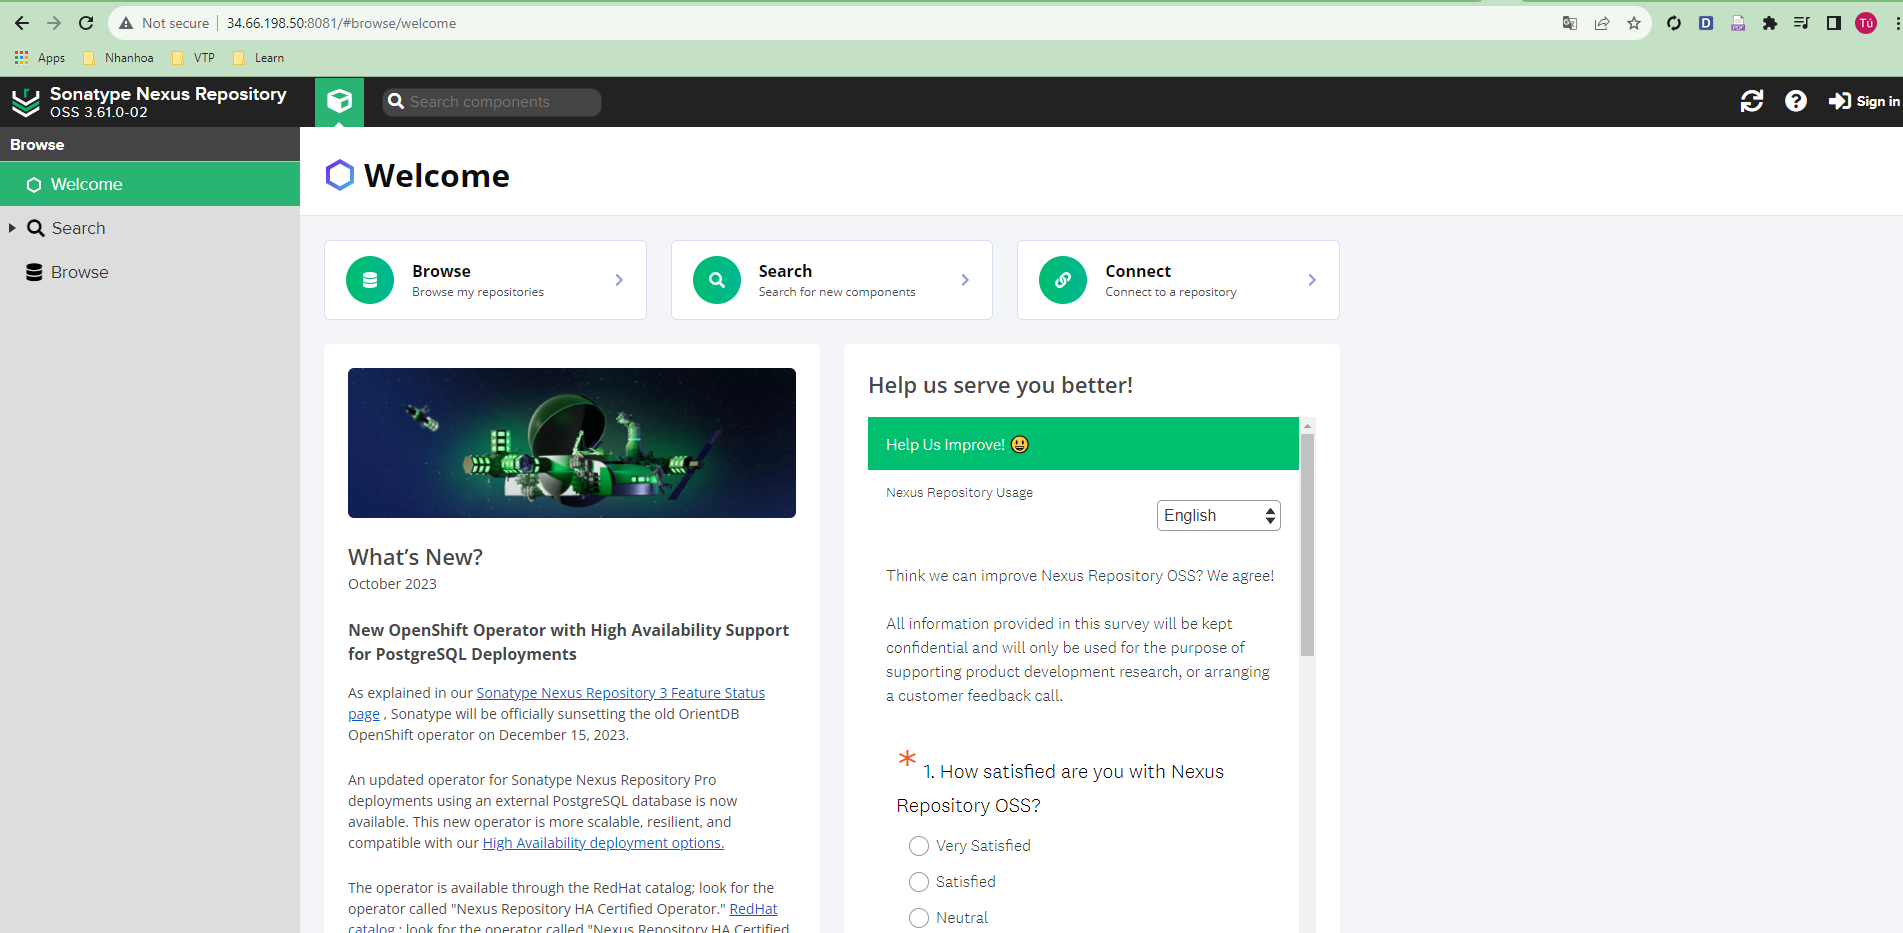 Not secure
34.66.198.50:8081/#browse/welcome
Tú
Apps
Nhanhoa
VTP
Learn
Sonatype Nexus Repository
OSS 3.61.0-02
Search components
Sign in
Browse
Welcome
Search
Browse
Welcome
Browse
Browse my repositories
Search
Search for new components
Connect
Connect to a repository
What’s New?
October 2023
New OpenShift Operator with High Availability Support
for PostgreSQL Deployments
As explained in our Sonatype Nexus Repository 3 Feature Status
page , Sonatype will be officially sunsetting the old OrientDB
OpenShift operator on December 15, 2023.
An updated operator for Sonatype Nexus Repository Pro
deployments using an external PostgreSQL database is now
available. This new operator is more scalable, resilient, and
compatible with our High Availability deployment options.
The operator is available through the RedHat catalog; look for the
operator called "Nexus Repository HA Certified Operator." RedHat
catalog ; look for the operator called "Nexus Repository HA Certified
Help us serve you better!
Help Us Improve! 😃
Nexus Repository Usage
English
Think we can improve Nexus Repository OSS? We agree!
All information provided in this survey will be kept
confidential and will only be used for the purpose of
supporting product development research, or arranging
a customer feedback call.
* 1. How satisfied are you with Nexus
Repository OSS?
Very Satisfied
Satisfied
Neutral